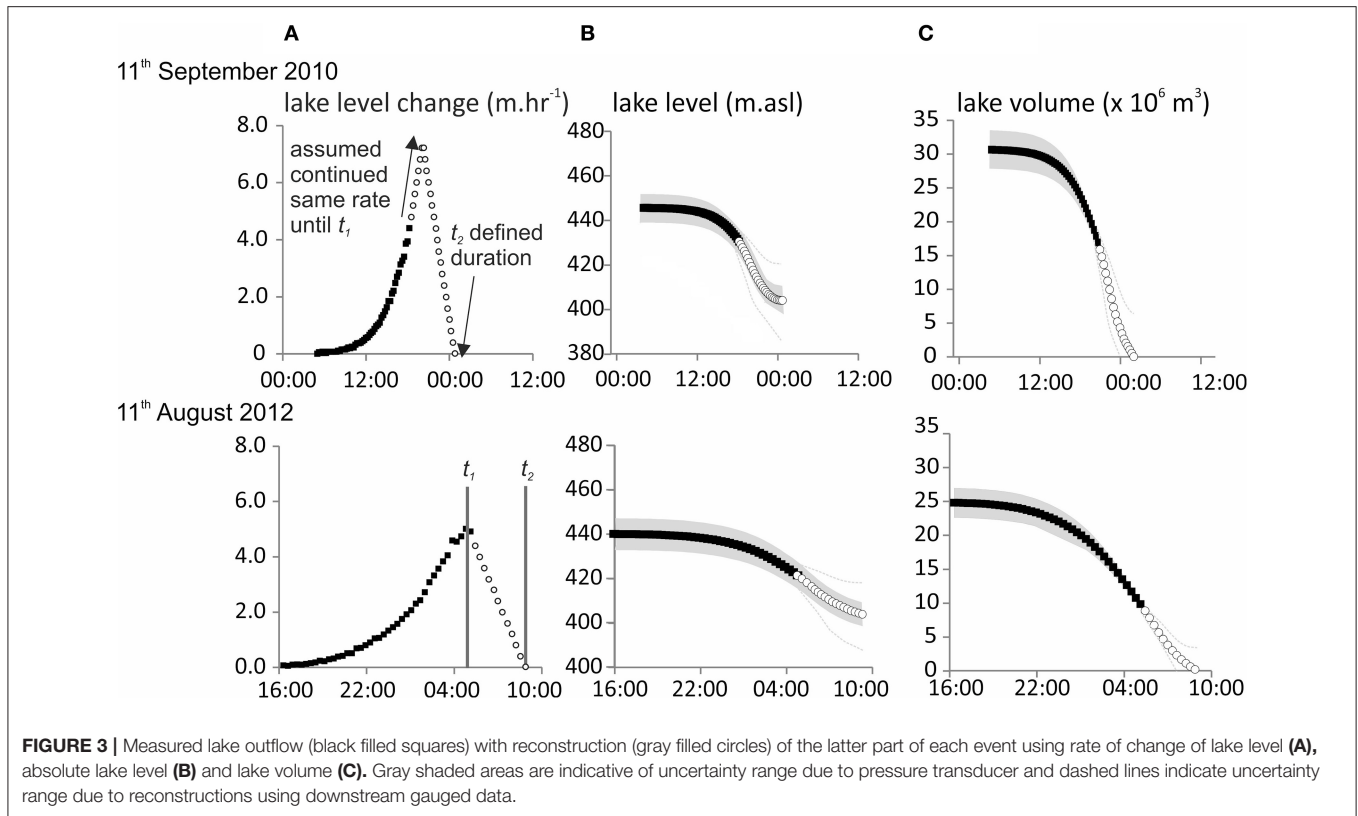 A
B
C
11th September 2010
lake level change (m.hr-1)
lake level (m.asl)
lake volume (x 10^6 m^3)
8.0
6.0
4.0
2.0
0
assumed
continued
same rate
until t1
t2 defined
duration
00:00 12:00 00:00 12:00
480
460
440
420
400
380
00:00 12:00 00:00 12:00
35
30
25
20
15
10
5
0
00:00 12:00 00:00 12:00
11th August 2012
8.0
6.0
4.0
2.0
0.0
t1
t2
16:00 22:00 04:00 10:00
480
460
440
420
400
16:00 22:00 04:00 10:00
35
30
25
20
15
10
5
0
16:00 22:00 04:00 10:00
FIGURE 3 | Measured lake outflow (black filled squares) with reconstruction (gray filled circles) of the latter part of each event using rate of change of lake level (A),
absolute lake level (B) and lake volume (C). Gray shaded areas are indicative of uncertainty range due to pressure transducer and dashed lines indicate uncertainty
range due to reconstructions using downstream gauged data.